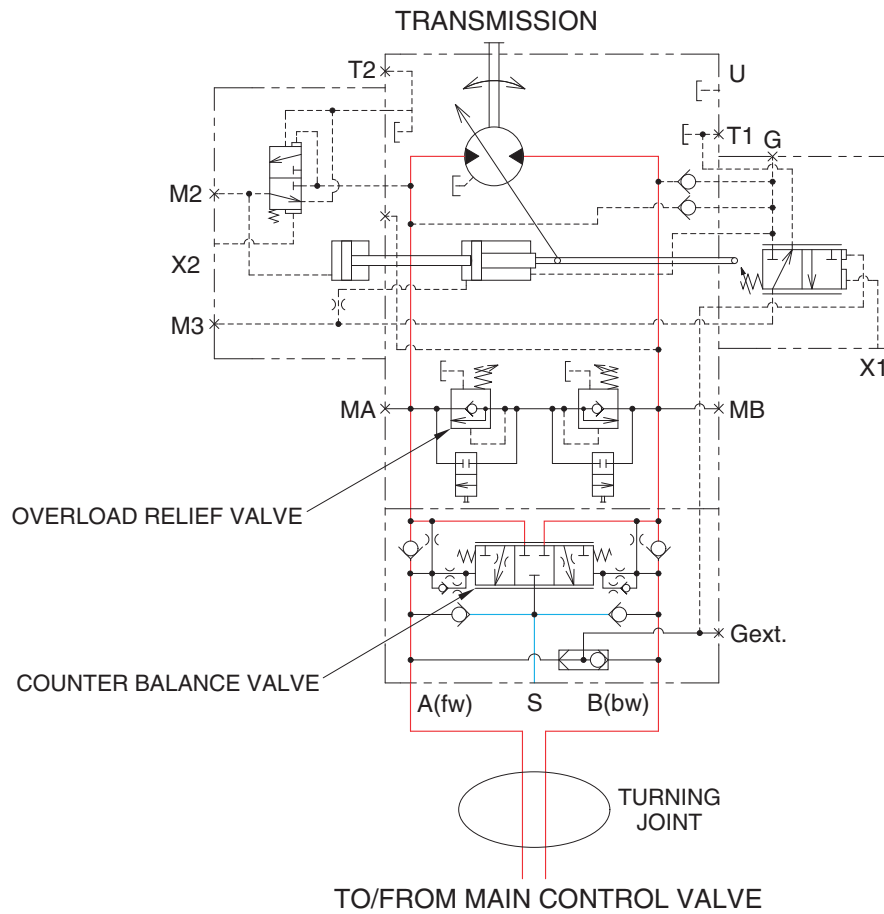 TRANSMISSION
T2
U
T1
G
M2
X2
M3
X1
MA
MB
OVERLOAD RELIEF VALVE
Gext.
COUNTER BALANCE VALVE
A(fw)
S
B(bw)
TURNING
JOINT
TO/FROM MAIN CONTROL VALVE